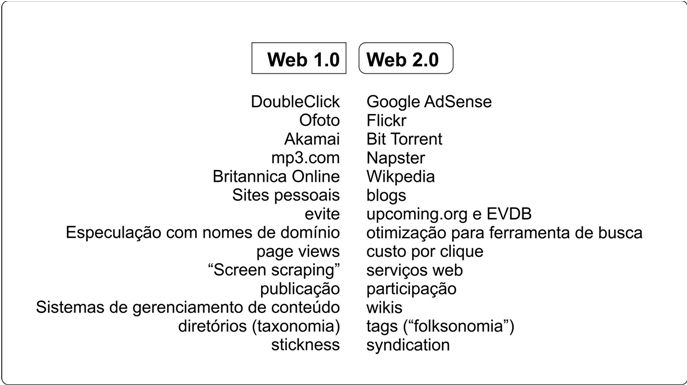 Web 1.0 Web 2.0
DoubleClick Google AdSense
Ofoto Flickr
Akamai Bit Torrent
mp3.com Napster
Britannica Online Wikpedia
Sites pessoais blogs
evite upcoming.org e EVDB
Especulação com nomes de domínio otimização para ferramenta de busca
page views custo por clique
“Screen scraping” serviços web
publicação participação
Sistemas de gerenciamento de conteúdo wikis
diretórios (taxonomia) tags (“folksonomia”)
stickness syndication